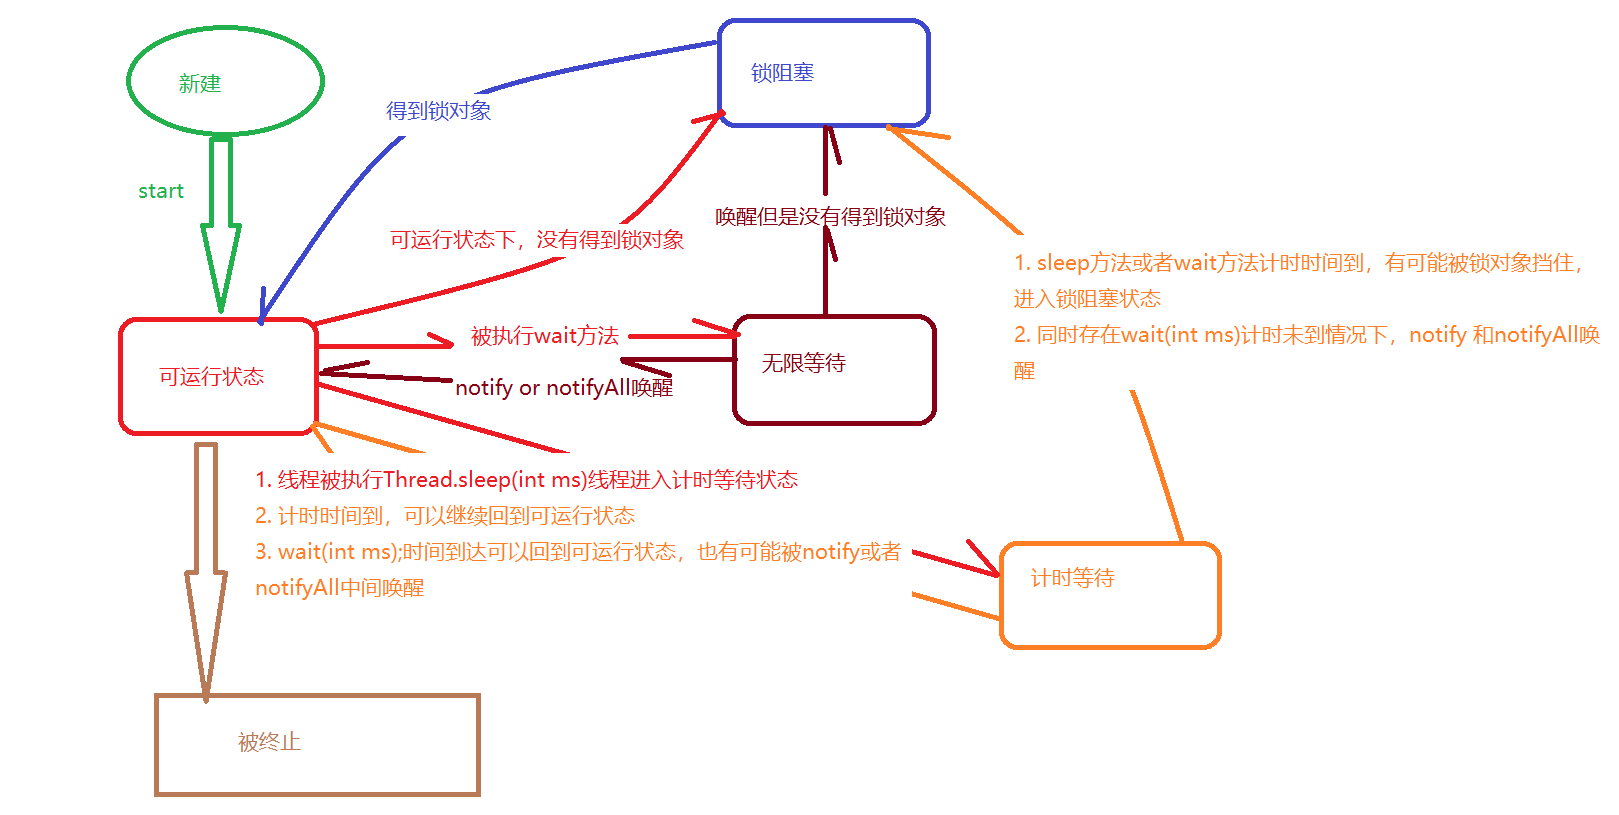 新建
锁阻塞
得到锁对象
start
唤醒但是没有得到锁对象
可运行状态下，没有得到锁对象
1. sleep方法或者wait方法计时时间到，有可能被锁对象挡住，
进入锁阻塞状态
2. 同时存在wait(int ms)计时未到情况下，notify 和notifyAll唤
醒
被执行wait方法
无限等待
可运行状态
notify or notifyAll唤醒
1. 线程被执行Thread.sleep(int ms)线程进入计时等待状态
2. 计时时间到，可以继续回到可运行状态
3. wait(int ms);时间到达可以回到可运行状态，也有可能被notify或者
notifyAll中间唤醒
计时等待
被终止